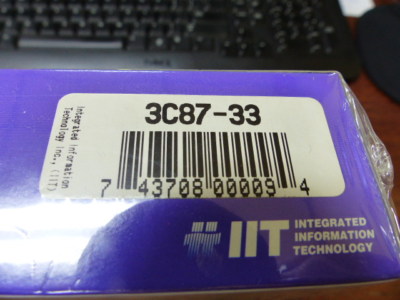 3C87-33
Integrated Information
Technology Inc., (IIT)
7 43708 00009 4
IIT INTEGRATED
INFORMATION
TECHNOLOGY